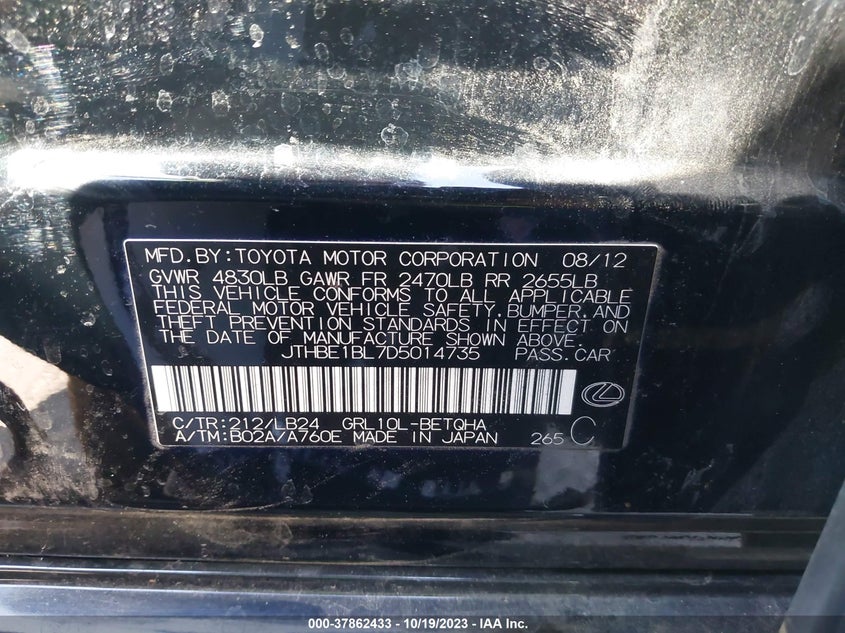 MFD.BY:TOYOTA MOTOR CORPORATION 08/12
GVWR 4830LB GAWR FR 2470LB RR 2655LB
THIS VEHICLE CONFORMS TO ALL APPLICABLE
FEDERAL MOTOR VEHICLE SAFETY,BUMPER,AND
THEFT PREVENTION STANDARDS IN EFFECT ON
THE DATE OF MANUFACTURE SHOWN ABOVE.
JTHBE1BL7D5014735 PASS.CAR
C/TR:212/LB24 GRL10L-BETQHA
A/TM:B02A/A760E MADE IN JAPAN 265 C
000-37862433 - 10/19/2023 - © IAA Inc.